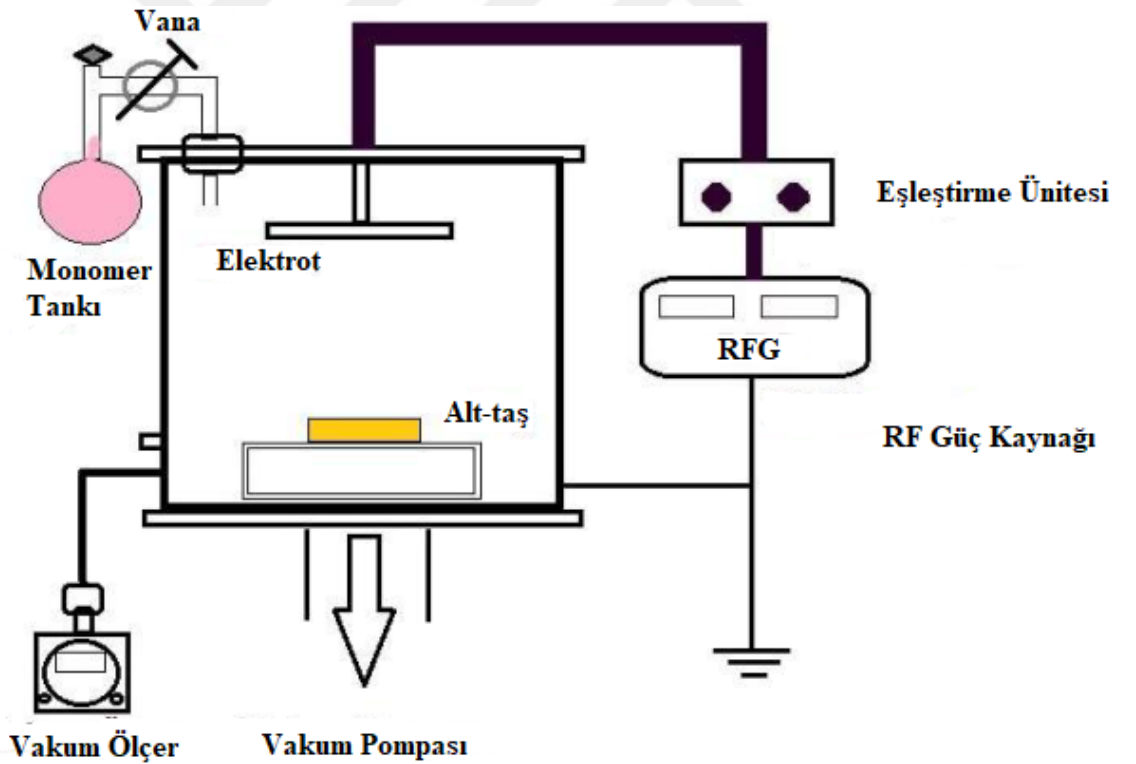 Vana
Eşleştirme Ünitesi
Elektrot
Monomer
Tankı
RFG
Alt-taş
RF Güç Kaynağı
Vakum Ölçer
Vakum Pompası